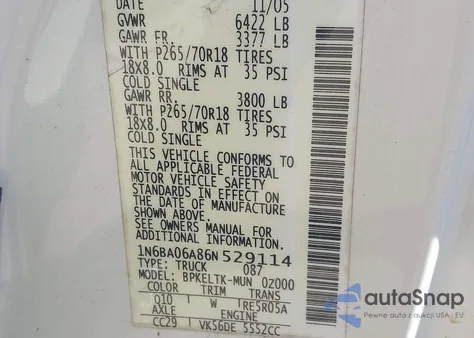 DATE 11/05
GVWR 6422 LB
GAWR FR. 3377 LB
WITH P265/70R18 TIRES
18X8.0 RIMS AT 35 PSI
COLD SINGLE
GAWR RR. 3800 LB
WITH P265/70R18 TIRES
18X8.0 RIMS AT 35 PSI
COLD SINGLE
THIS VEHICLE CONFORMS TO
ALL APPLICABLE FEDERAL
MOTOR VEHICLE SAFETY
STANDARDS IN EFFECT ON
THE DATE OF MANUFACTURE
SHOWN ABOVE.
SEE OWNERS MANUAL FOR
ADDITIONAL INFORMATION.
1N6BA06A86N529114
TYPE: TRUCK 087
MODEL: BPKELTK-MUN 0Z000
COLOR TRIM TRANS
Q10 W RE5R05A
AXLE ENGINE
CC29 VK56DE 5552CC
autoSnap
Pewne auto z aukcji w USA i EU